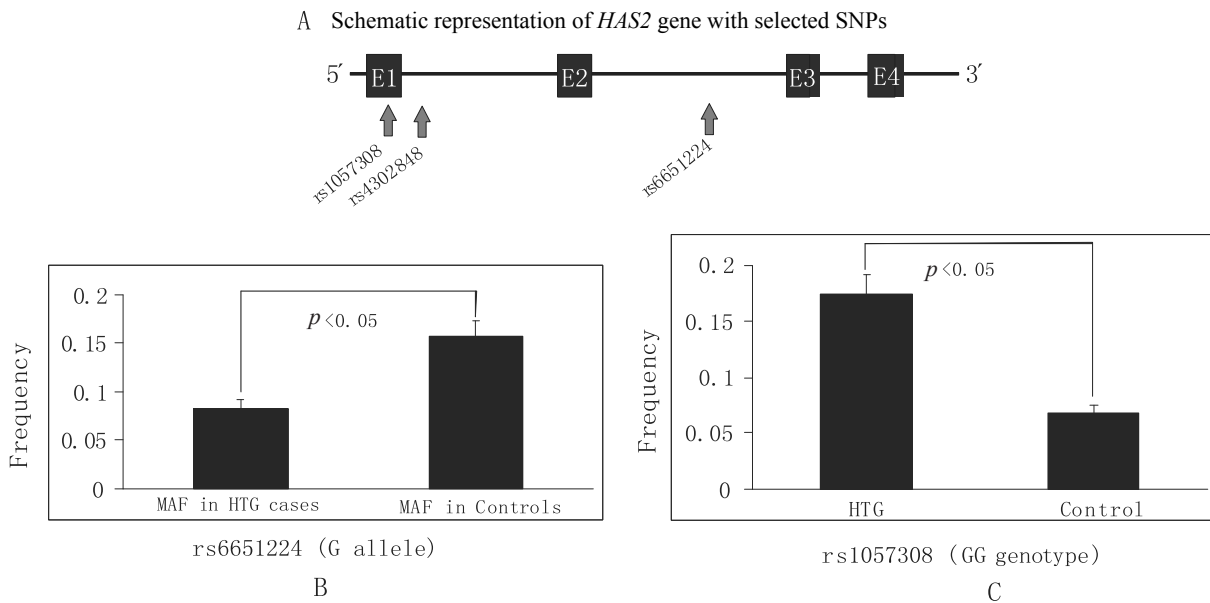 A Schematic representation of HAS2 gene with selected SNPs
5′ E1 E2 E3 E4 3′
rs1057308
rs4302848
rs6651224
Frequency
0.2
0.15
0.1
0.05
0
p<0.05
MAF in HTG cases
MAF in Controls
rs6651224 (G allele)
B
Frequency
0.2
0.15
0.1
0.05
0
p<0.05
HTG
Control
rs1057308 (GG genotype)
C